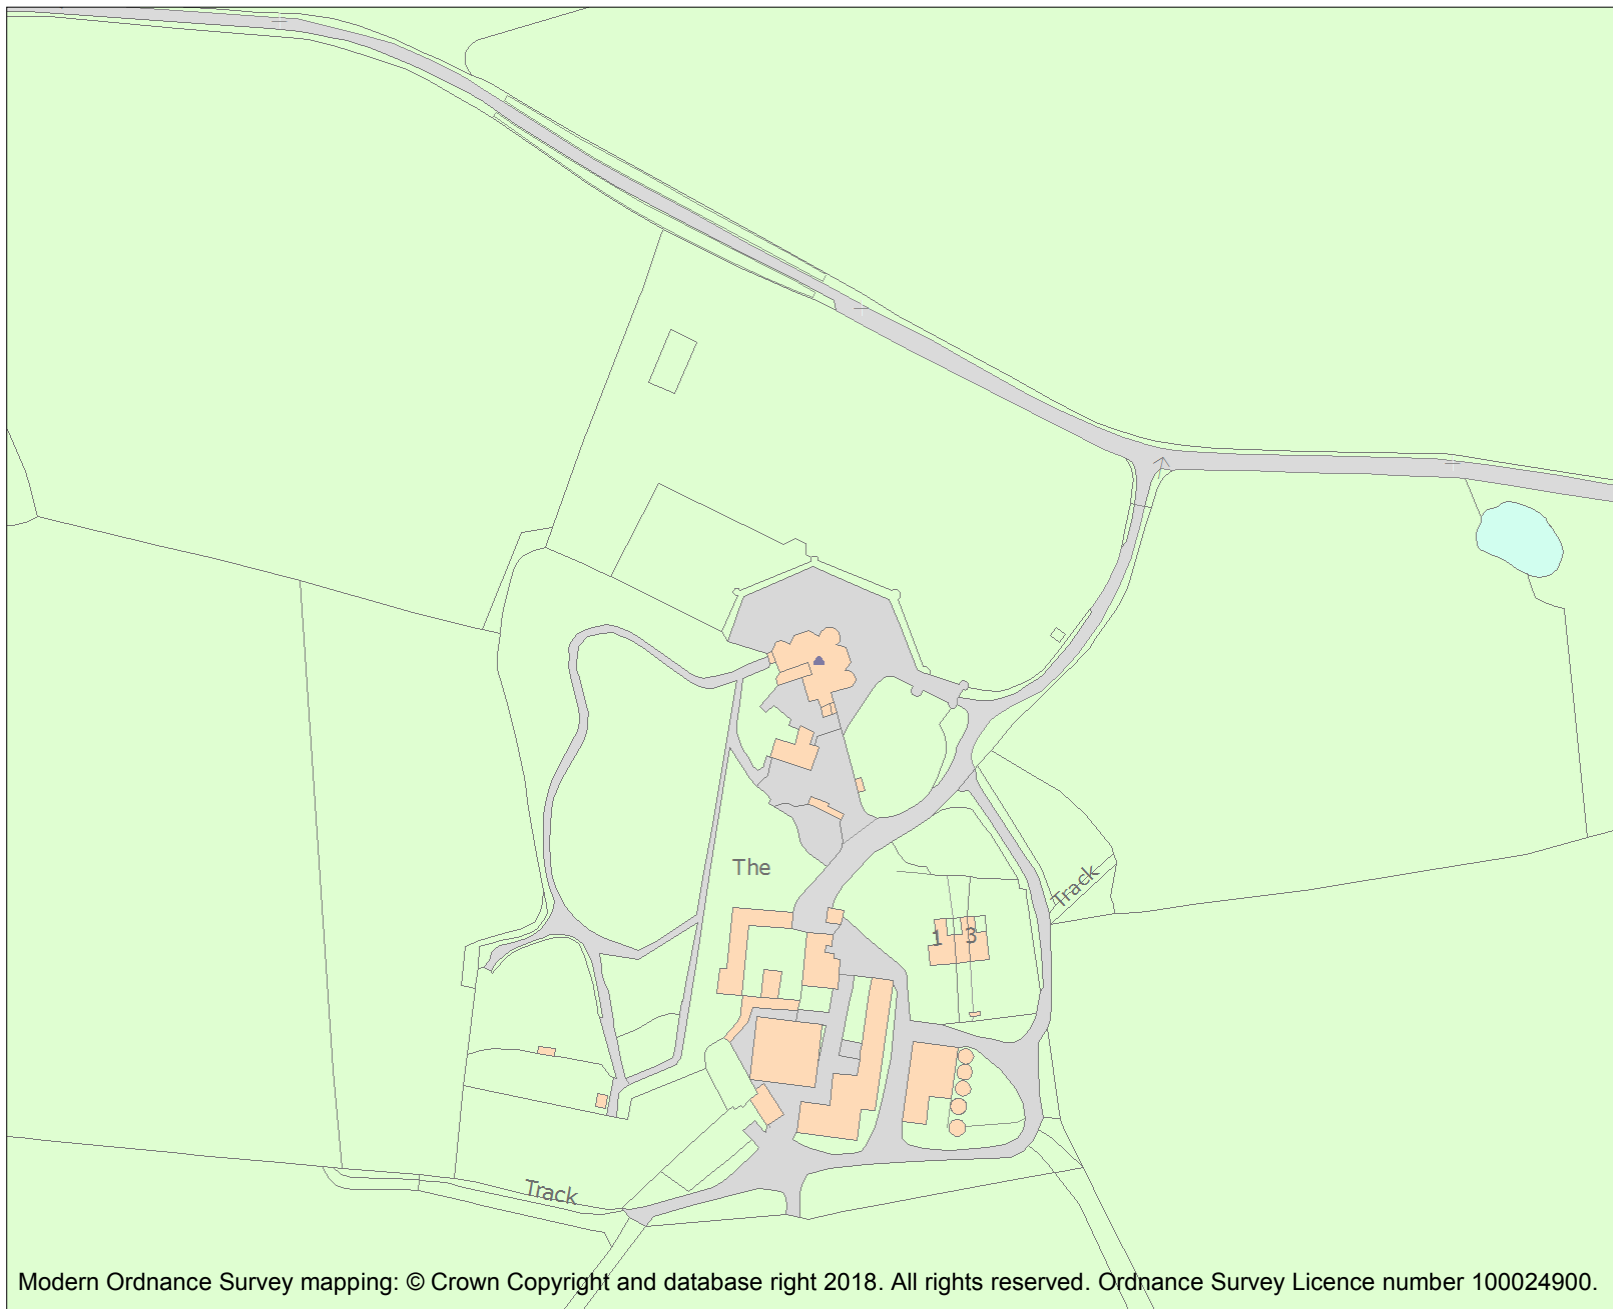 The
Track
1 3
Track
Modern Ordnance Survey mapping: © Crown Copyright and database right 2018. All rights reserved. Ordnance Survey Licence number 100024900.